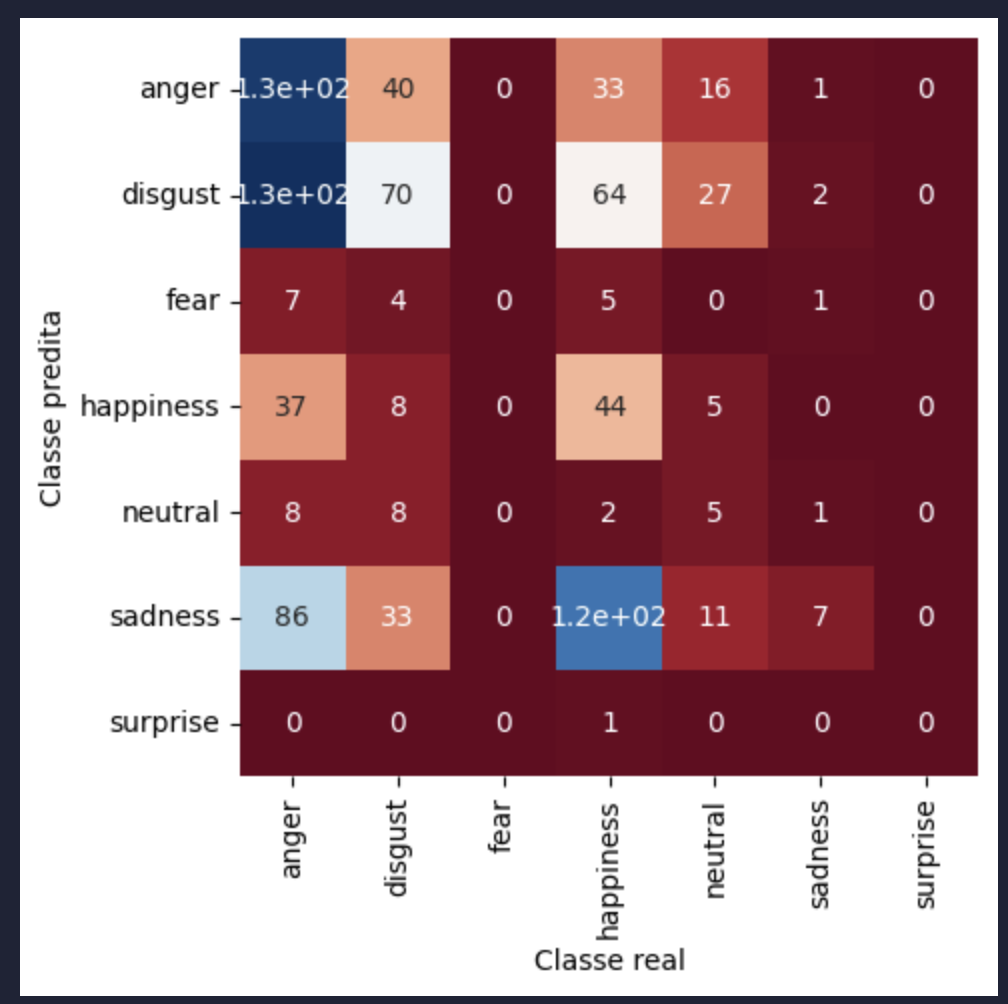 anger 1.3e+02 40 0 33 16 1 0
disgust 1.3e+02 70 0 64 27 2 0
fear 7 4 0 5 0 1 0
happiness 37 8 0 44 5 0 0
neutral 8 8 0 2 5 1 0
sadness 86 33 0 1.2e+02 11 7 0
surprise 0 0 0 1 0 0 0
Classe predita
anger disgust fear happiness neutral sadness surprise
Classe real